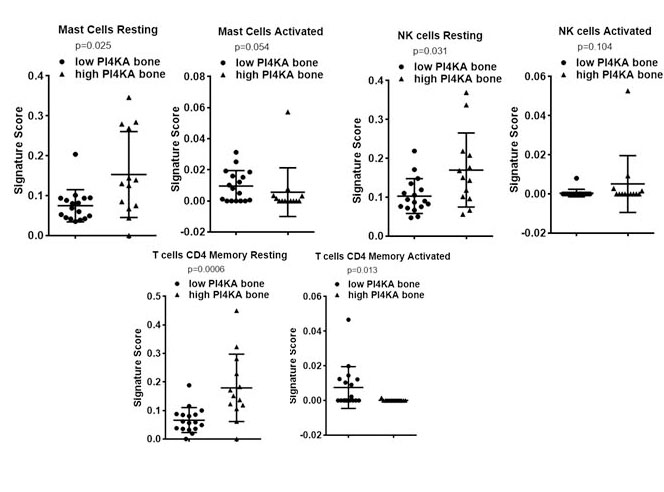 Mast Cells Resting
p=0.025
low PI4KA bone
high PI4KA bone
Signature Score
0.4
0.3
0.2
0.1
0.0
Mast Cells Activated
p=0.054
low PI4KA bone
high PI4KA bone
Signature Score
0.08
0.06
0.04
0.02
0.00
-0.02
NK cells Resting
p=0.031
low PI4KA bone
high PI4KA bone
Signature Score
0.4
0.3
0.2
0.1
0.0
NK cells Activated
p=0.104
low PI4KA bone
high PI4KA bone
Signature Score
0.06
0.04
0.02
0.00
-0.02
T cells CD4 Memory Resting
p=0.0006
low PI4KA bone
high PI4KA bone
Signature Score
0.5
0.4
0.3
0.2
0.1
0.0
T cells CD4 Memory Activated
p=0.013
low PI4KA bone
high PI4KA bone
Signature Score
0.06
0.04
0.02
0.00
-0.02